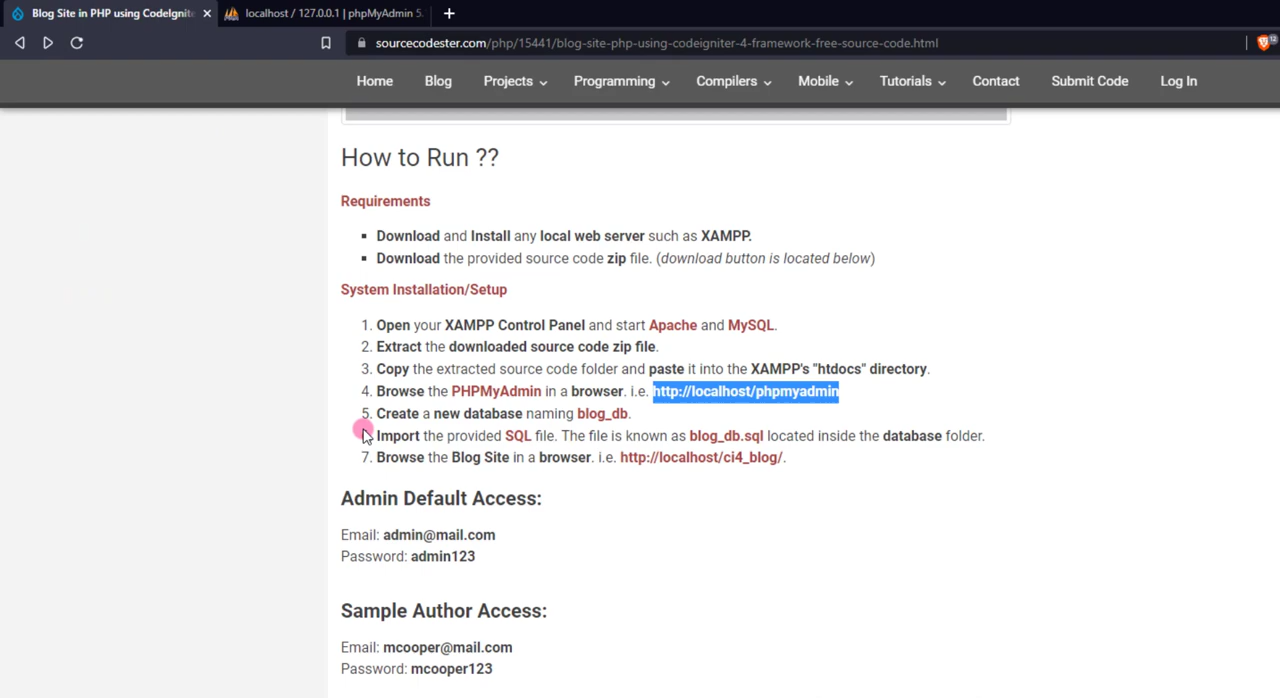 Blog Site in PHP using CodeIgnite
localhost / 127.0.0.1 | phpMyAdmin 5.
sourcecodester.com/php/15441/blog-site-php-using-codeigniter-4-framework-free-source-code.html
12
Home Blog Projects Programming Compilers Mobile Tutorials Contact Submit Code Log In
How to Run ??
Requirements
Download and Install any local web server such as XAMPP.
Download the provided source code zip file. (download button is located below)
System Installation/Setup
1. Open your XAMPP Control Panel and start Apache and MySQL.
2. Extract the downloaded source code zip file.
3. Copy the extracted source code folder and paste it into the XAMPP's "htdocs" directory.
4. Browse the PHPMyAdmin in a browser. i.e. http://localhost/phpmyadmin
5. Create a new database naming blog_db.
Import the provided SQL file. The file is known as blog_db.sql located inside the database folder.
7. Browse the Blog Site in a browser. i.e. http://localhost/ci4_blog/.
Admin Default Access:
Email: admin@mail.com
Password: admin123
Sample Author Access:
Email: mcooper@mail.com
Password: mcooper123